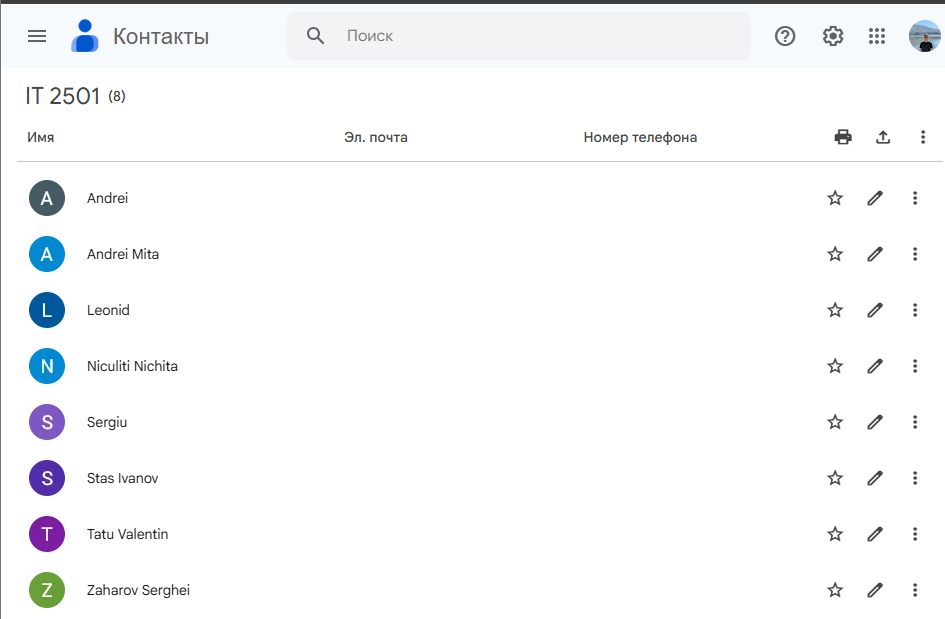 Контакты
Поиск
IT 2501 (8)
Имя Эл. почта Номер телефона
A Andrei
A Andrei Mita
L Leonid
N Niculiti Nichita
S Sergiu
S Stas Ivanov
T Tatu Valentin
Z Zaharov Serghei